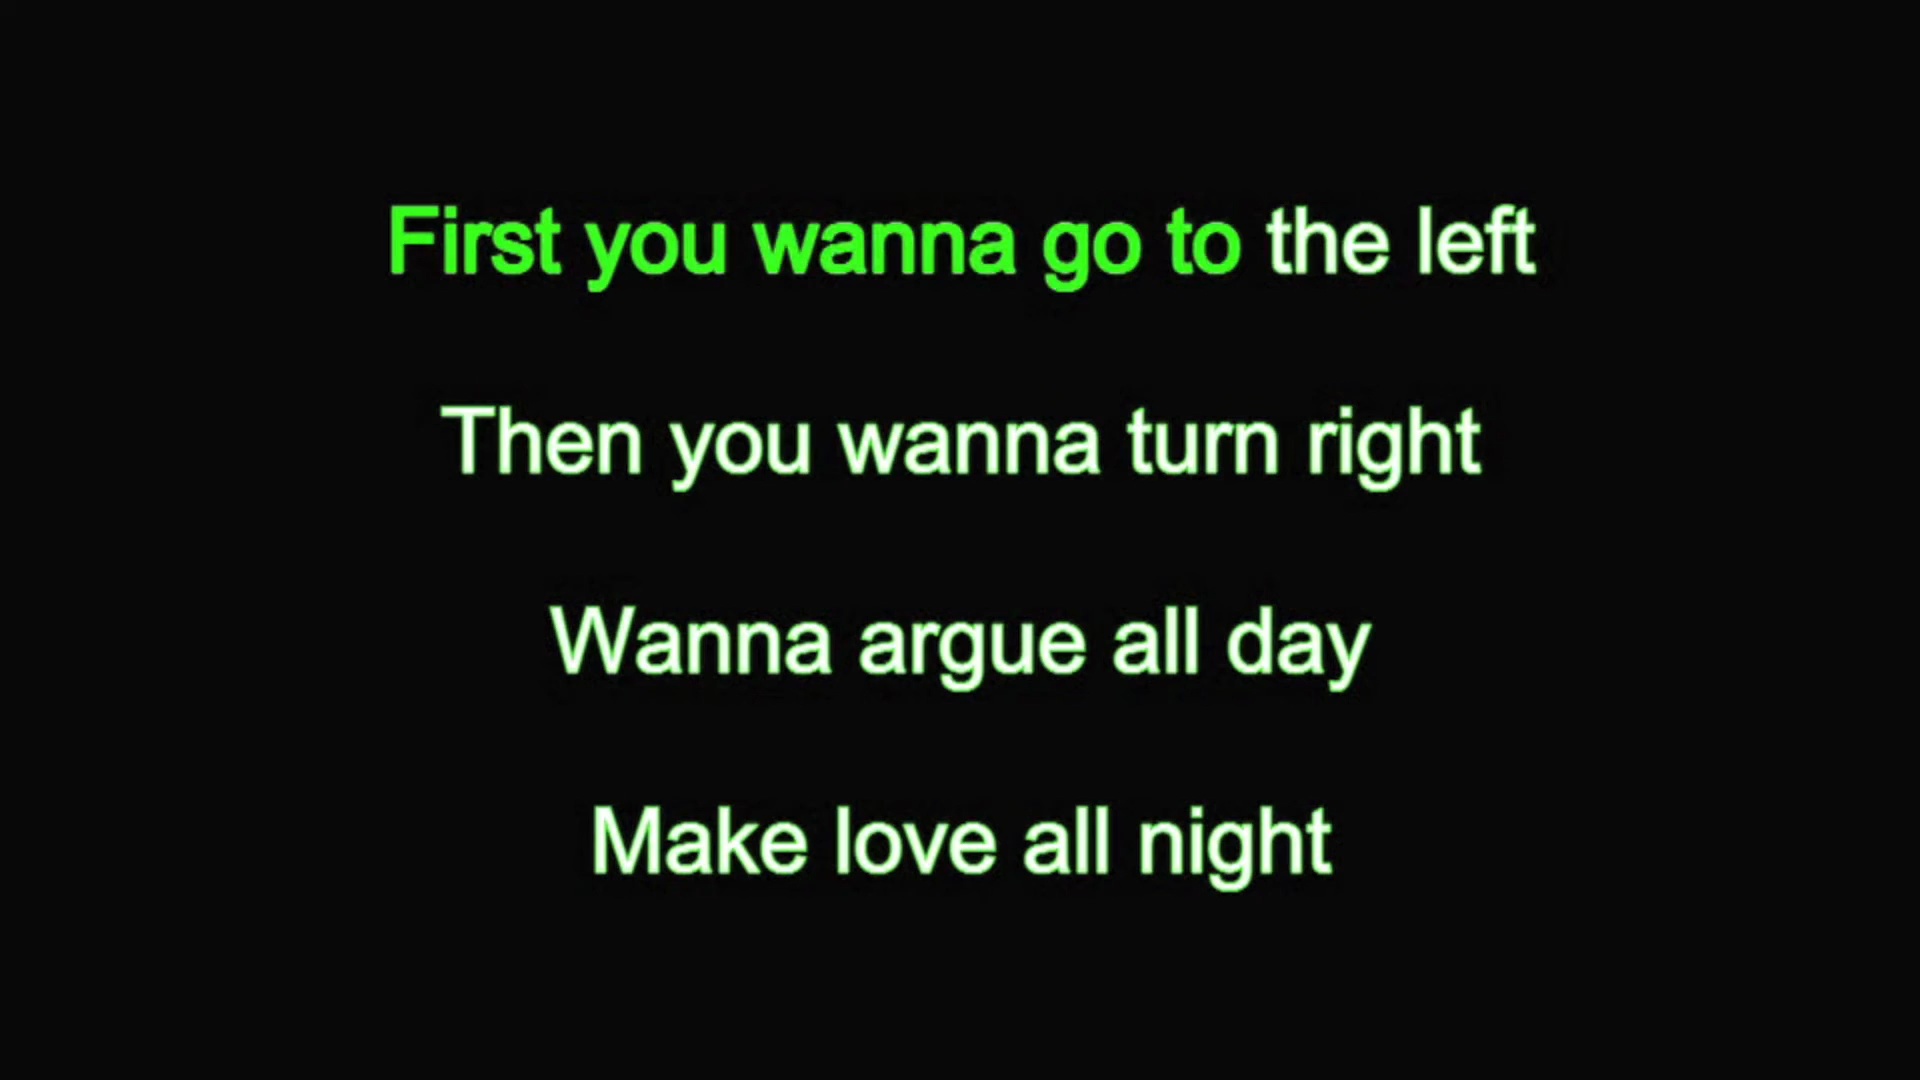 First you wanna go to the left
Then you wanna turn right
Wanna argue all day
Make love all night